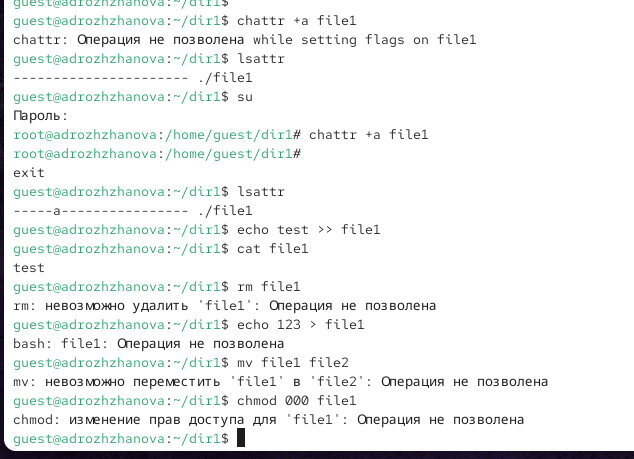 guest@adrozhzhanova:~/dir1$
guest@adrozhzhanova:~/dir1$ chattr +a file1
chattr: Операция не позволена while setting flags on file1
guest@adrozhzhanova:~/dir1$ lsattr
---------------------- ./file1
guest@adrozhzhanova:~/dir1$ su
Пароль:
root@adrozhzhanova:/home/guest/dir1# chattr +a file1
root@adrozhzhanova:/home/guest/dir1#
exit
guest@adrozhzhanova:~/dir1$ lsattr
-----a---------------- ./file1
guest@adrozhzhanova:~/dir1$ echo test >> file1
guest@adrozhzhanova:~/dir1$ cat file1
test
guest@adrozhzhanova:~/dir1$ rm file1
rm: невозможно удалить 'file1': Операция не позволена
guest@adrozhzhanova:~/dir1$ echo 123 > file1
bash: file1: Операция не позволена
guest@adrozhzhanova:~/dir1$ mv file1 file2
mv: невозможно переместить 'file1' в 'file2': Операция не позволена
guest@adrozhzhanova:~/dir1$ chmod 000 file1
chmod: изменение прав доступа для 'file1': Операция не позволена
guest@adrozhzhanova:~/dir1$